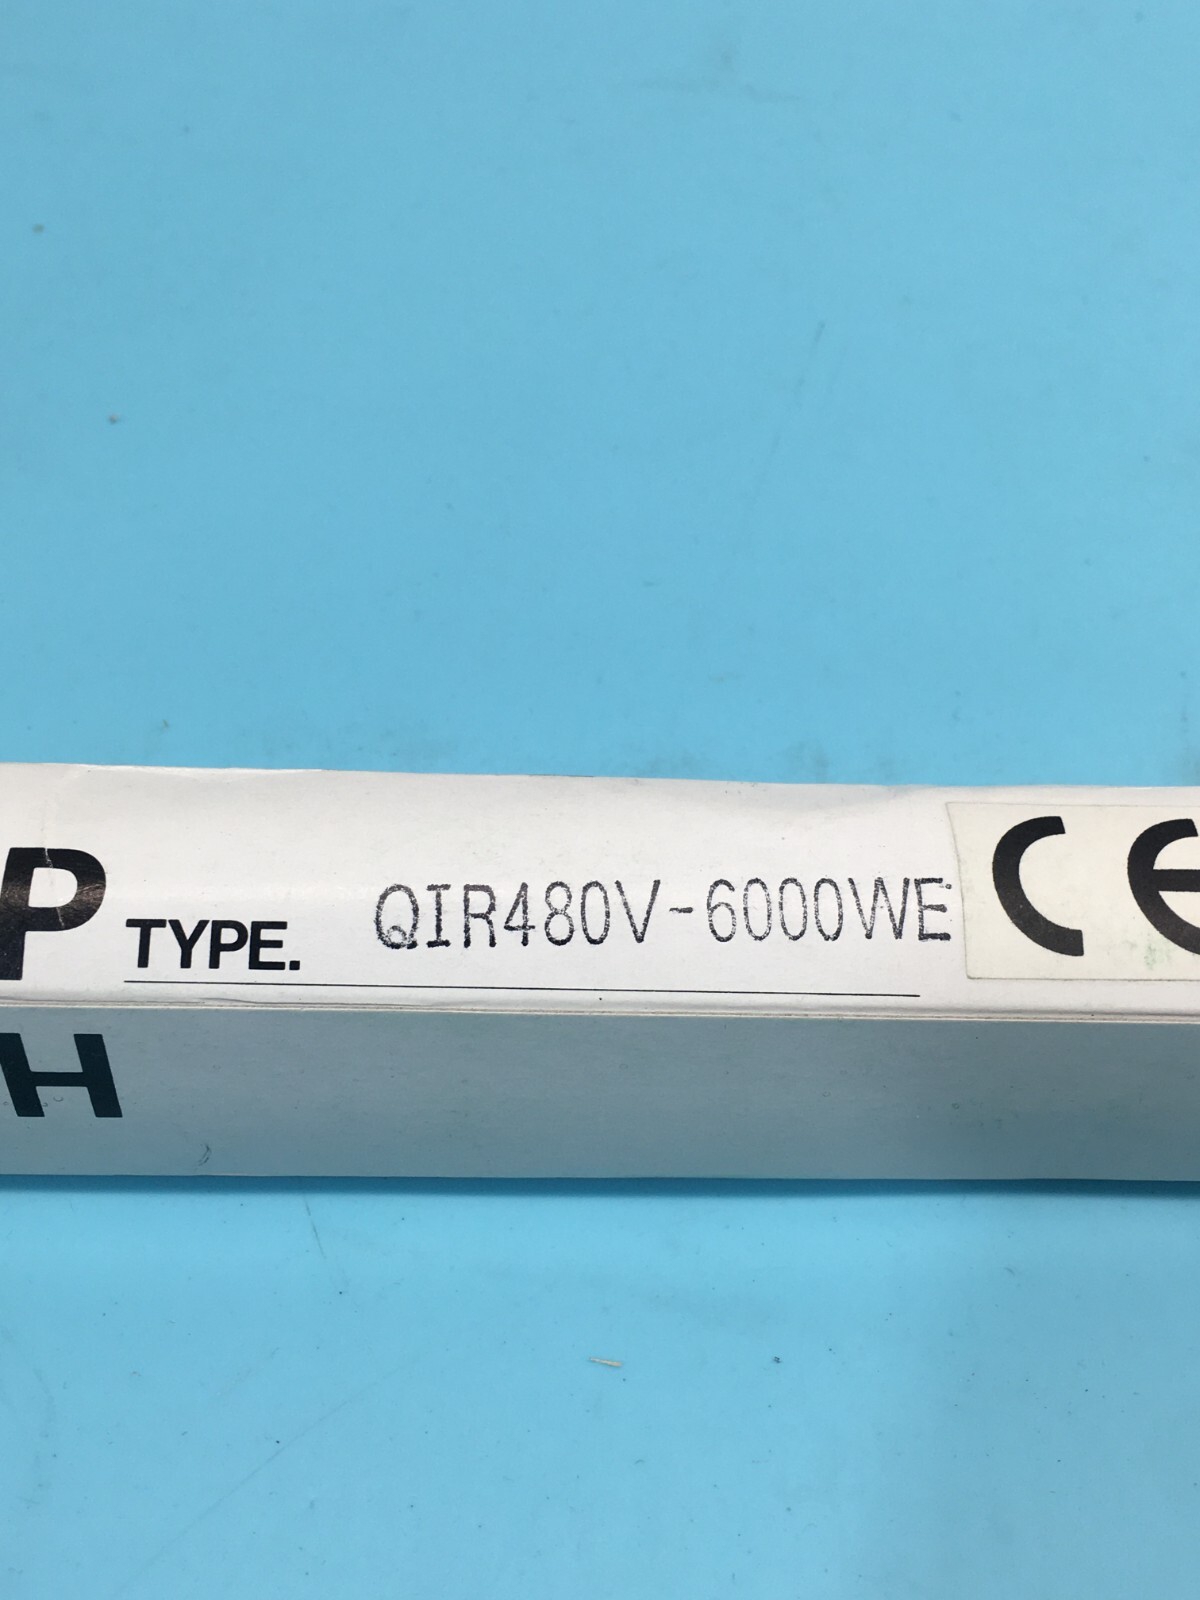 P TYPE. QIR480V-6000WE CE
H